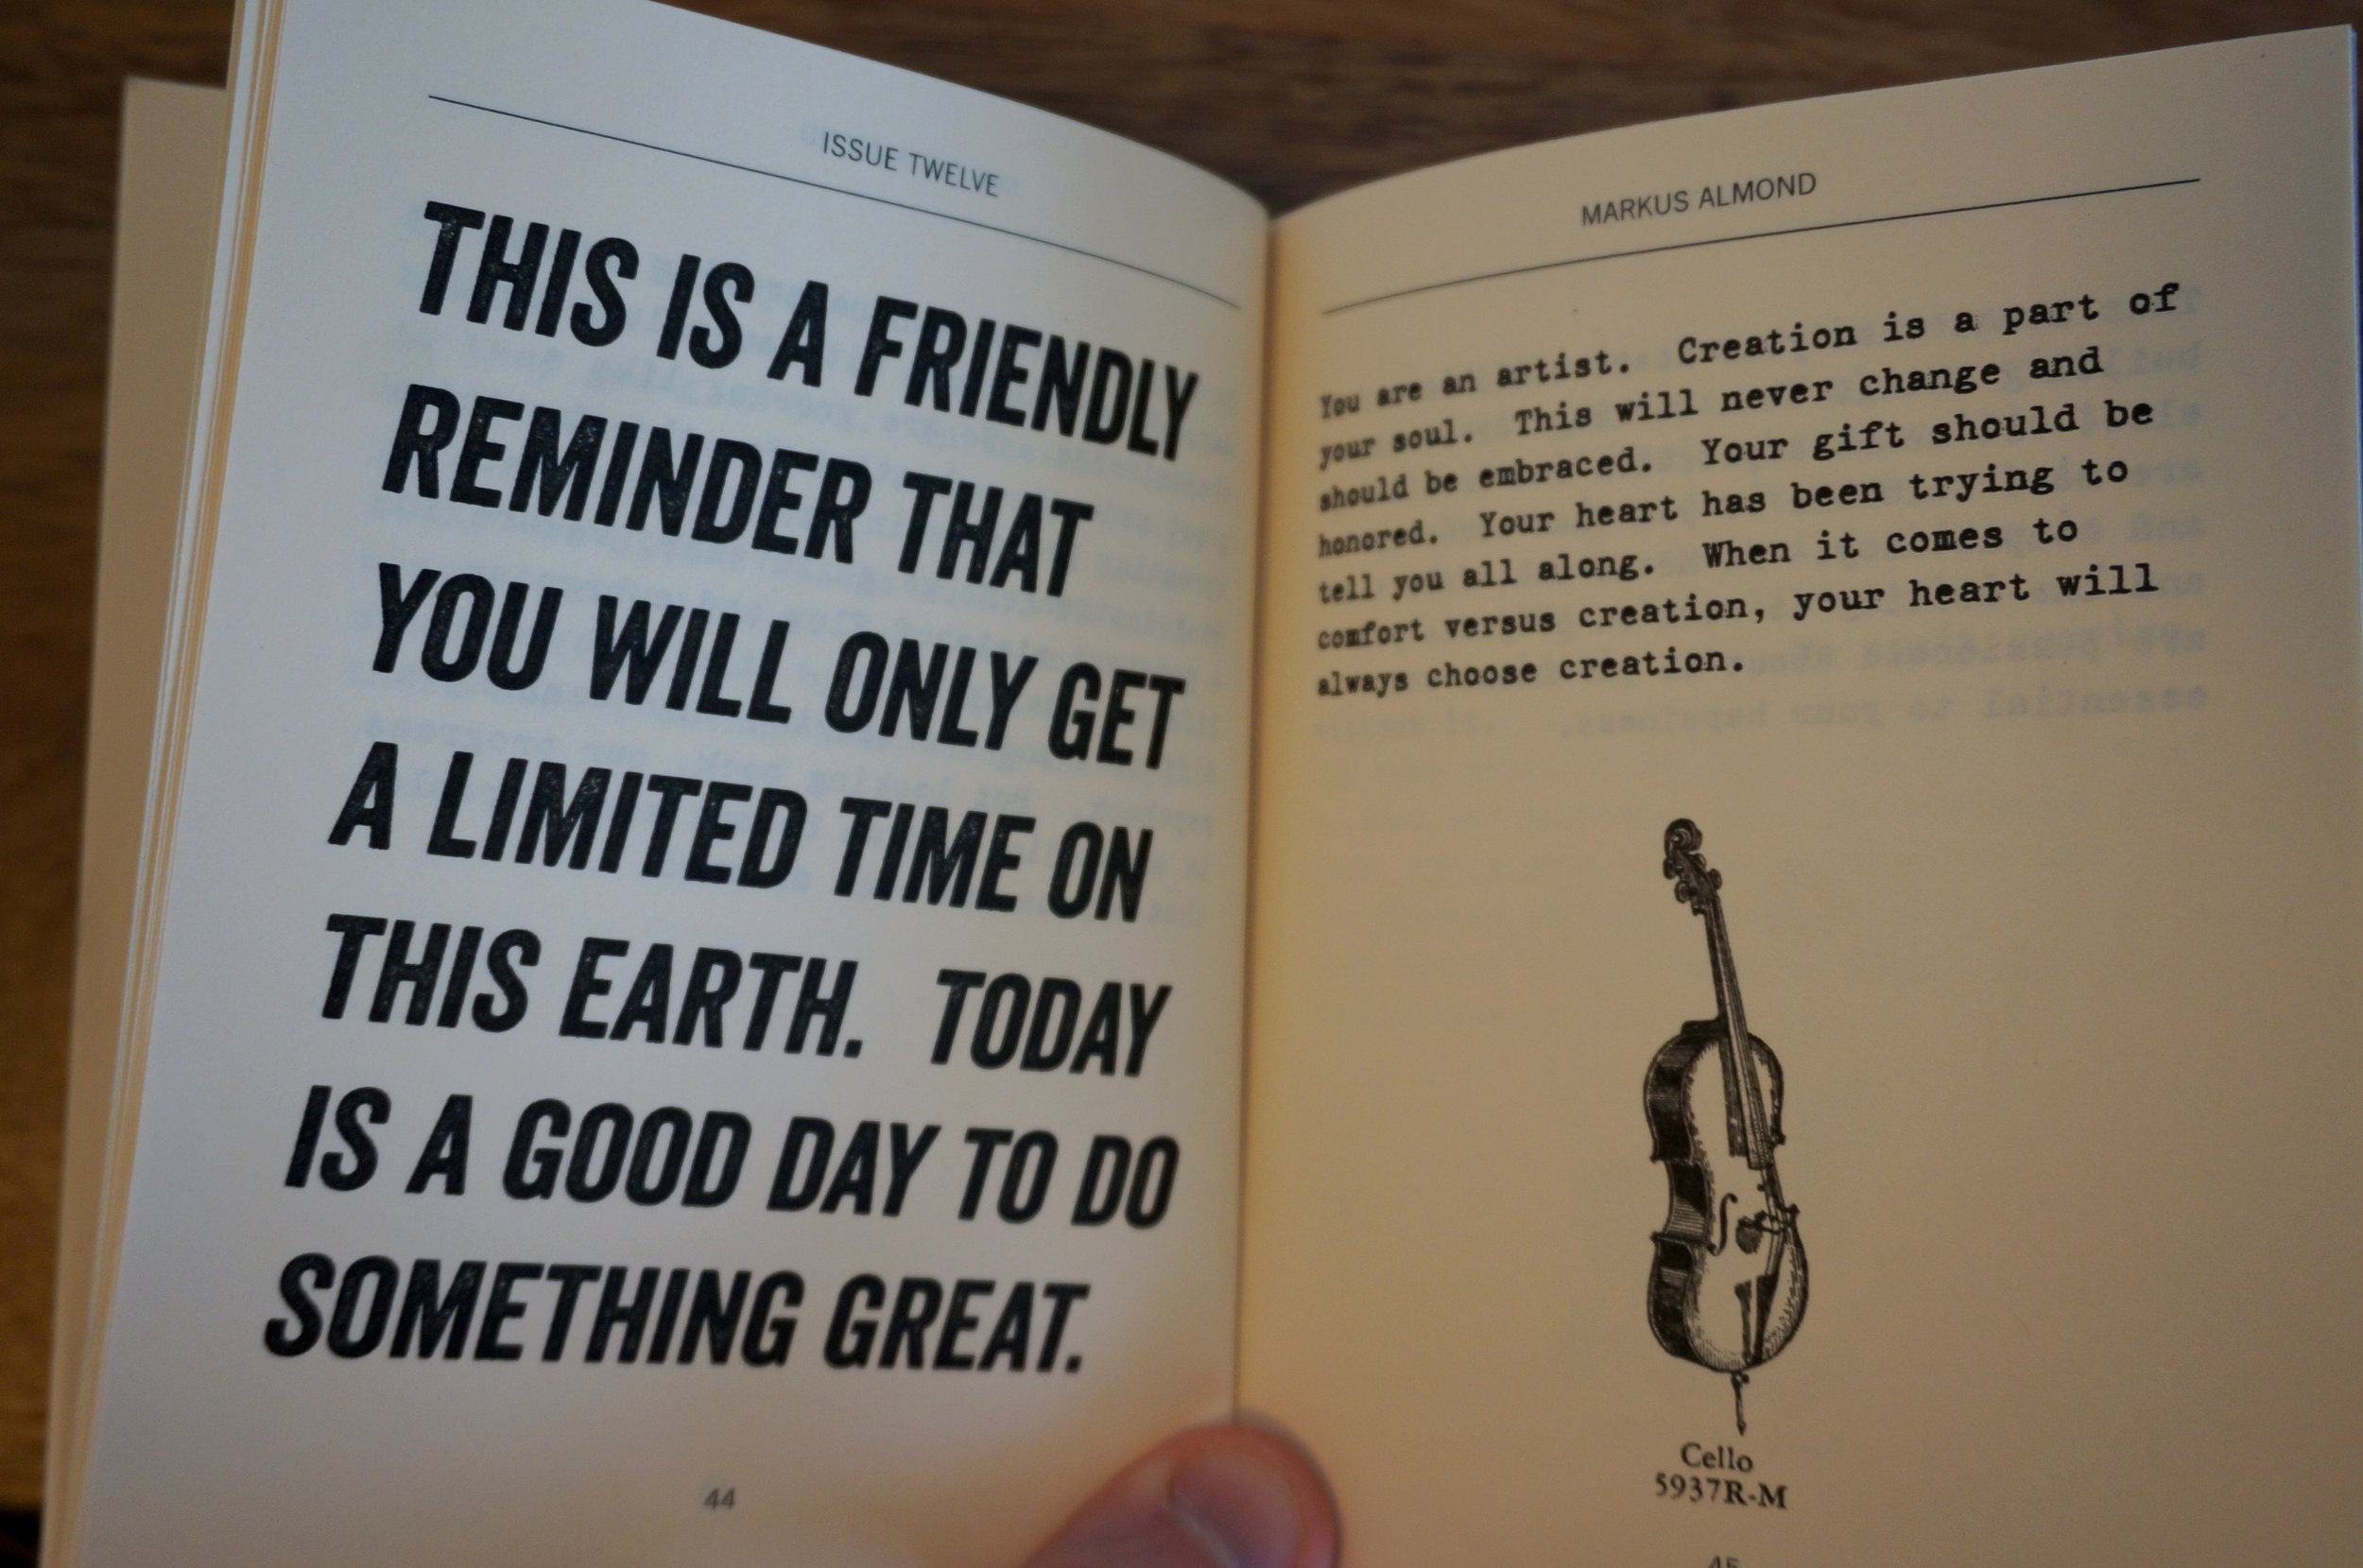 ISSUE TWELVE
THIS IS A FRIENDLY
REMINDER THAT
YOU WILL ONLY GET
A LIMITED TIME ON
THIS EARTH. TODAY
IS A GOOD DAY TO DO
SOMETHING GREAT.
44
MARKUS ALMOND
You are an artist. Creation is a part of
your soul. This will never change and
should be embraced. Your gift should be
honored. Your heart has been trying to
tell you all along. When it comes to
comfort versus creation, your heart will
always choose creation.
Cello
5937R-M
45